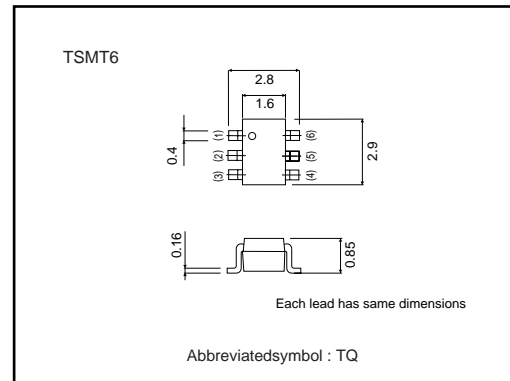 TSMT6
2.8
1.6
(1) (6)
0.4 (2) (5) 2.9
(3) (4)
0.16 0.85
Each lead has same dimensions
Abbreviatedsymbol : TQ